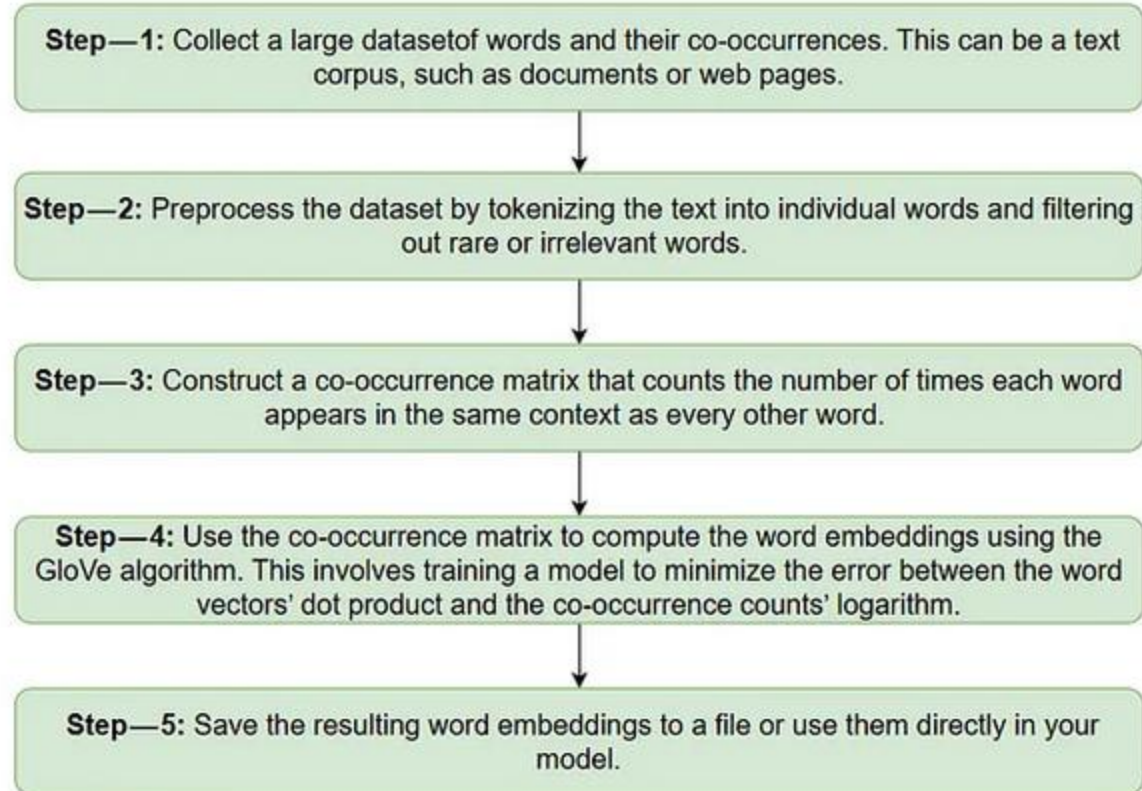 Step—1: Collect a large datasetof words and their co-occurrences. This can be a text
corpus, such as documents or web pages.
Step—2: Preprocess the dataset by tokenizing the text into individual words and filtering
out rare or irrelevant words.
Step—3: Construct a co-occurrence matrix that counts the number of times each word
appears in the same context as every other word.
Step—4: Use the co-occurrence matrix to compute the word embeddings using the
GloVe algorithm. This involves training a model to minimize the error between the word
vectors’ dot product and the co-occurrence counts’ logarithm.
Step—5: Save the resulting word embeddings to a file or use them directly in your
model.